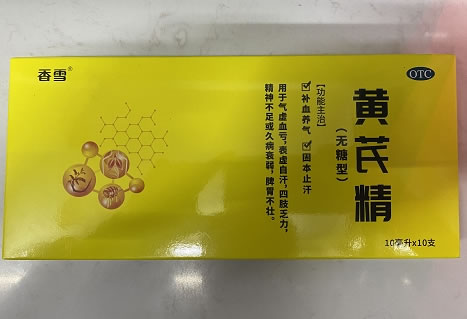 香雪®
OTC
黄芪精
（无糖型）
10毫升x10支
【功能主治】
☑补血养气 ☑固本止汗
用于气虚血亏，表虚自汗，四肢乏力，
精神不足或久病衰弱，脾胃不壮。